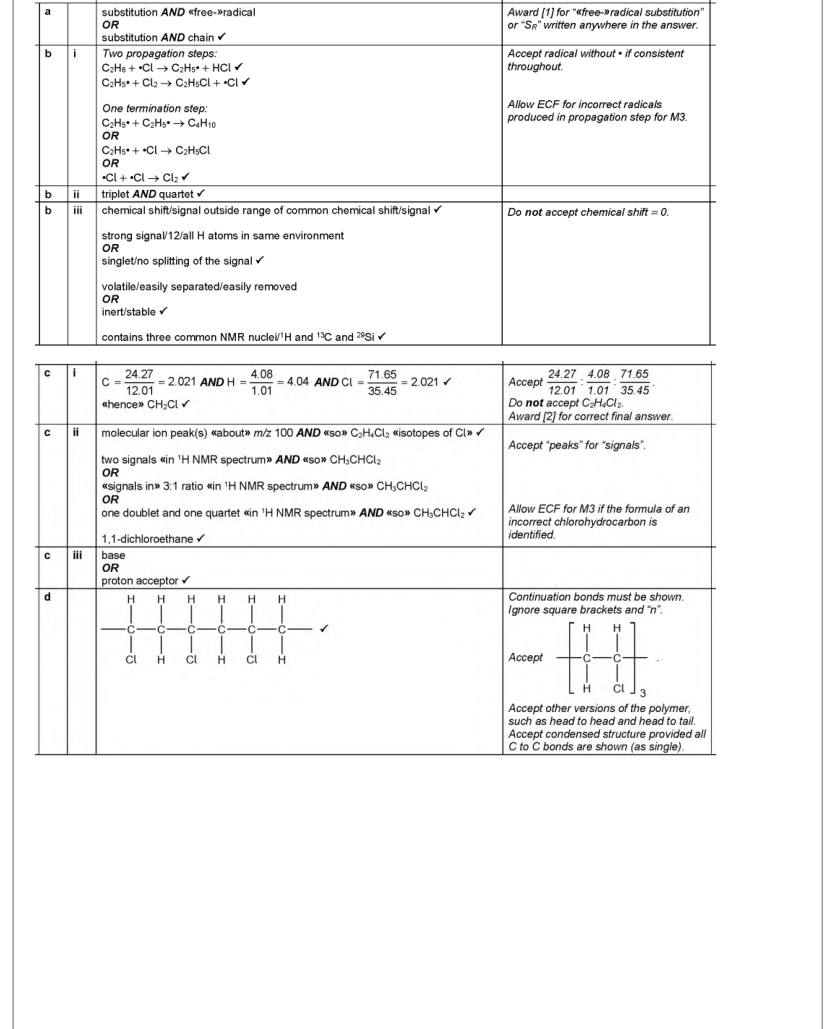 a substitution AND «free-»radical
OR
substitution AND chain ✓
Award [1] for “«free-»radical substitution”
or “SR” written anywhere in the answer.
b i Two propagation steps:
C₂H₆ + •Cl → C₂H₅• + HCl ✓
C₂H₅• + Cl₂ → C₂H₅Cl + •Cl ✓
One termination step:
C₂H₅• + C₂H₅• → C₄H₁₀
OR
C₂H₅• + •Cl → C₂H₅Cl
OR
•Cl + •Cl → Cl₂ ✓
Accept radical without • if consistent
throughout.
Allow ECF for incorrect radicals
produced in propagation step for M3.
b ii triplet AND quartet ✓
b iii chemical shift/signal outside range of common chemical shift/signal ✓
strong signal/12/all H atoms in same environment
OR
singlet/no splitting of the signal ✓
volatile/easily separated/easily removed
OR
inert/stable ✓
contains three common NMR nuclei/¹H and ¹³C and ²⁹Si ✓
Do not accept chemical shift = 0.
c i C = 24.27/12.01 = 2.021 AND H = 4.08/1.01 = 4.04 AND Cl = 71.65/35.45 = 2.021 ✓
«hence» CH₂Cl ✓
Accept 24.27/12.01 : 4.08/1.01 : 71.65/35.45.
Do not accept C₂H₄Cl₂.
Award [2] for correct final answer.
c ii molecular ion peak(s) «about» m/z 100 AND «so» C₂H₄Cl₂ «isotopes of Cl» ✓
two signals «in ¹H NMR spectrum» AND «so» CH₃CHCl₂
OR
«signals in» 3:1 ratio «in ¹H NMR spectrum» AND «so» CH₃CHCl₂
OR
one doublet and one quartet «in ¹H NMR spectrum» AND «so» CH₃CHCl₂ ✓
1,1-dichloroethane ✓
Accept “peaks” for “signals”.
Allow ECF for M3 if the formula of an
incorrect chlorohydrocarbon is
identified.
c iii base
OR
proton acceptor ✓
d H H H H H H
C C C C C C ✓
Cl H Cl H Cl H
Continuation bonds must be shown.
Ignore square brackets and “n”.
H H
Accept C C .
H Cl 3
Accept other versions of the polymer,
such as head to head and head to tail.
Accept condensed structure provided all
C to C bonds are shown (as single).